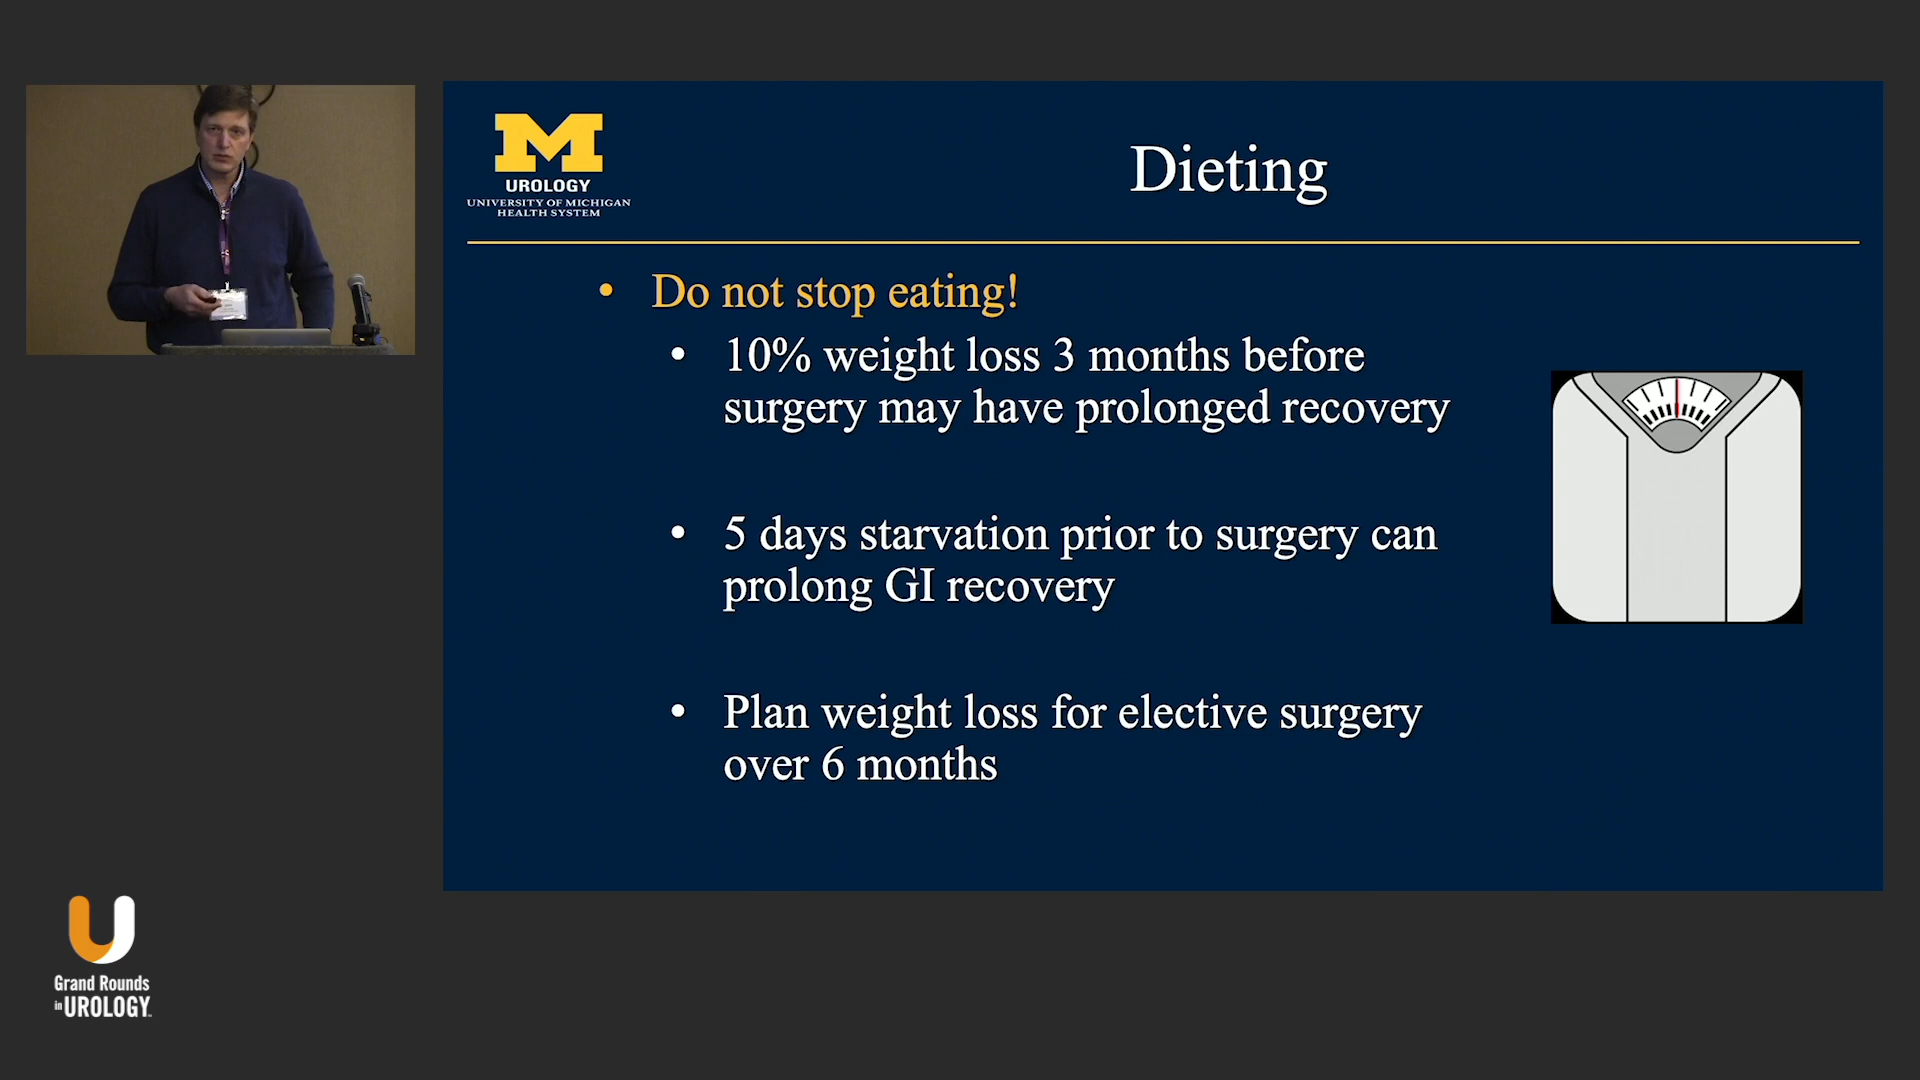 M
UROLOGY
UNIVERSITY OF MICHIGAN
HEALTH SYSTEM
Dieting
• Do not stop eating!
• 10% weight loss 3 months before
surgery may have prolonged recovery
• 5 days starvation prior to surgery can
prolong GI recovery
• Plan weight loss for elective surgery
over 6 months
Grand Rounds
in UROLOGY